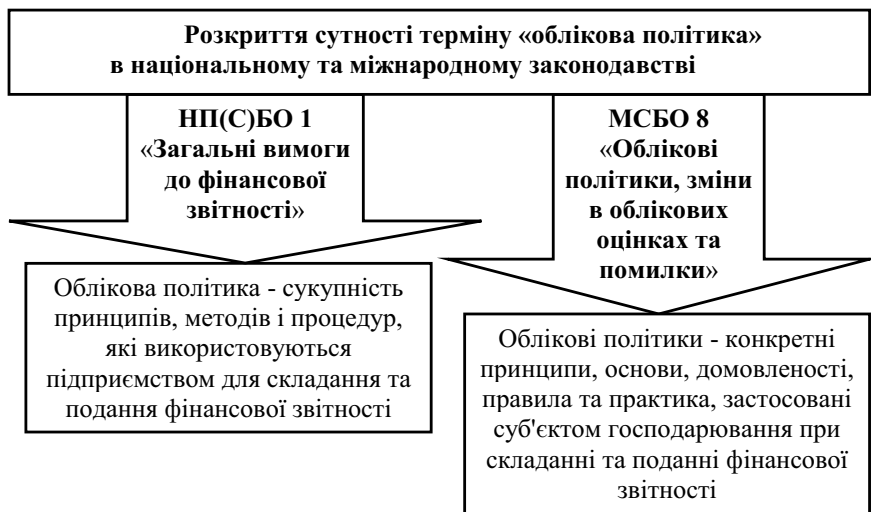 Розкриття сутності терміну «облікова політика»
в національному та міжнародному законодавстві
НП(С)БО 1
«Загальні вимоги
до фінансової
звітності»
Облікова політика - сукупність
принципів, методів і процедур,
які використовуються
підприємством для складання та
подання фінансової звітності
МСБО 8
«Облікові
політики, зміни
в облікових
оцінках та
помилки»
Облікові політики - конкретні
принципи, основи, домовленості,
правила та практика, застосовані
суб'єктом господарювання при
складанні та поданні фінансової
звітності